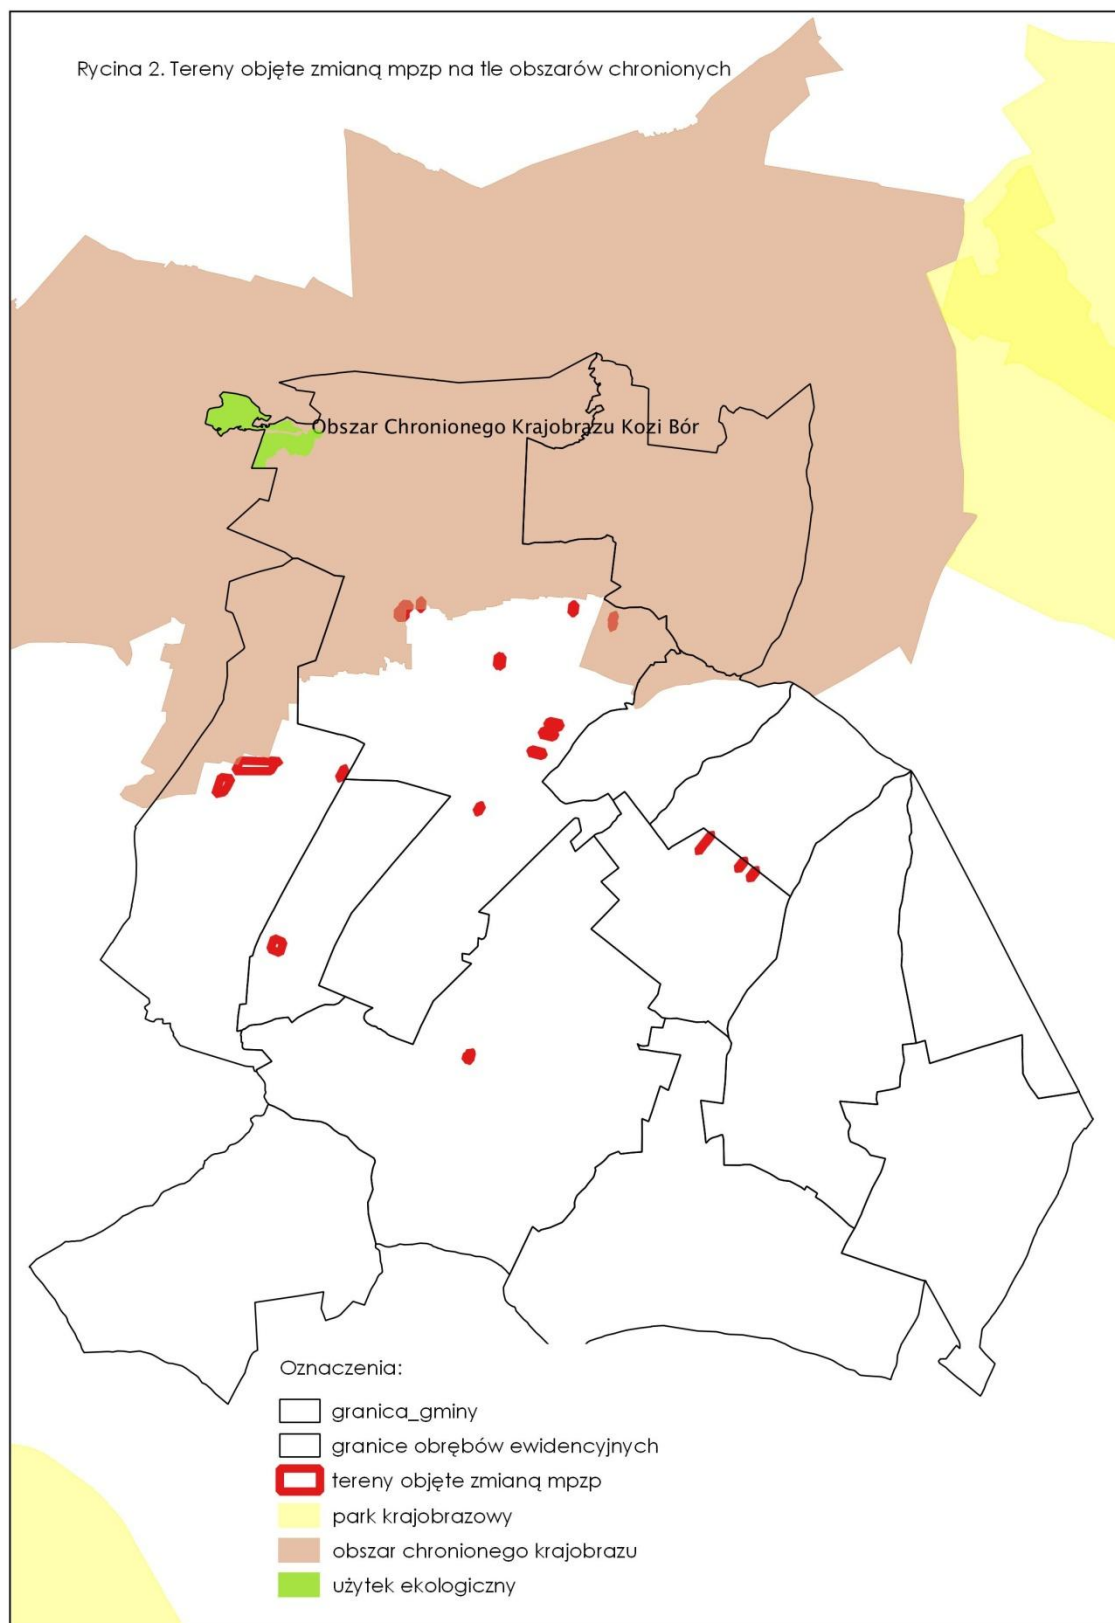 Rycina 2. Tereny objęte zmianą mpzp na tle obszarów chronionych
Obszar Chronionego Krajobrazu Kozi Bór
Oznaczenia:
granica_gminy
granice obrębów ewidencyjnych
tereny objęte zmianą mpzp
park krajobrazowy
obszar chronionego krajobrazu
użytek ekologiczny